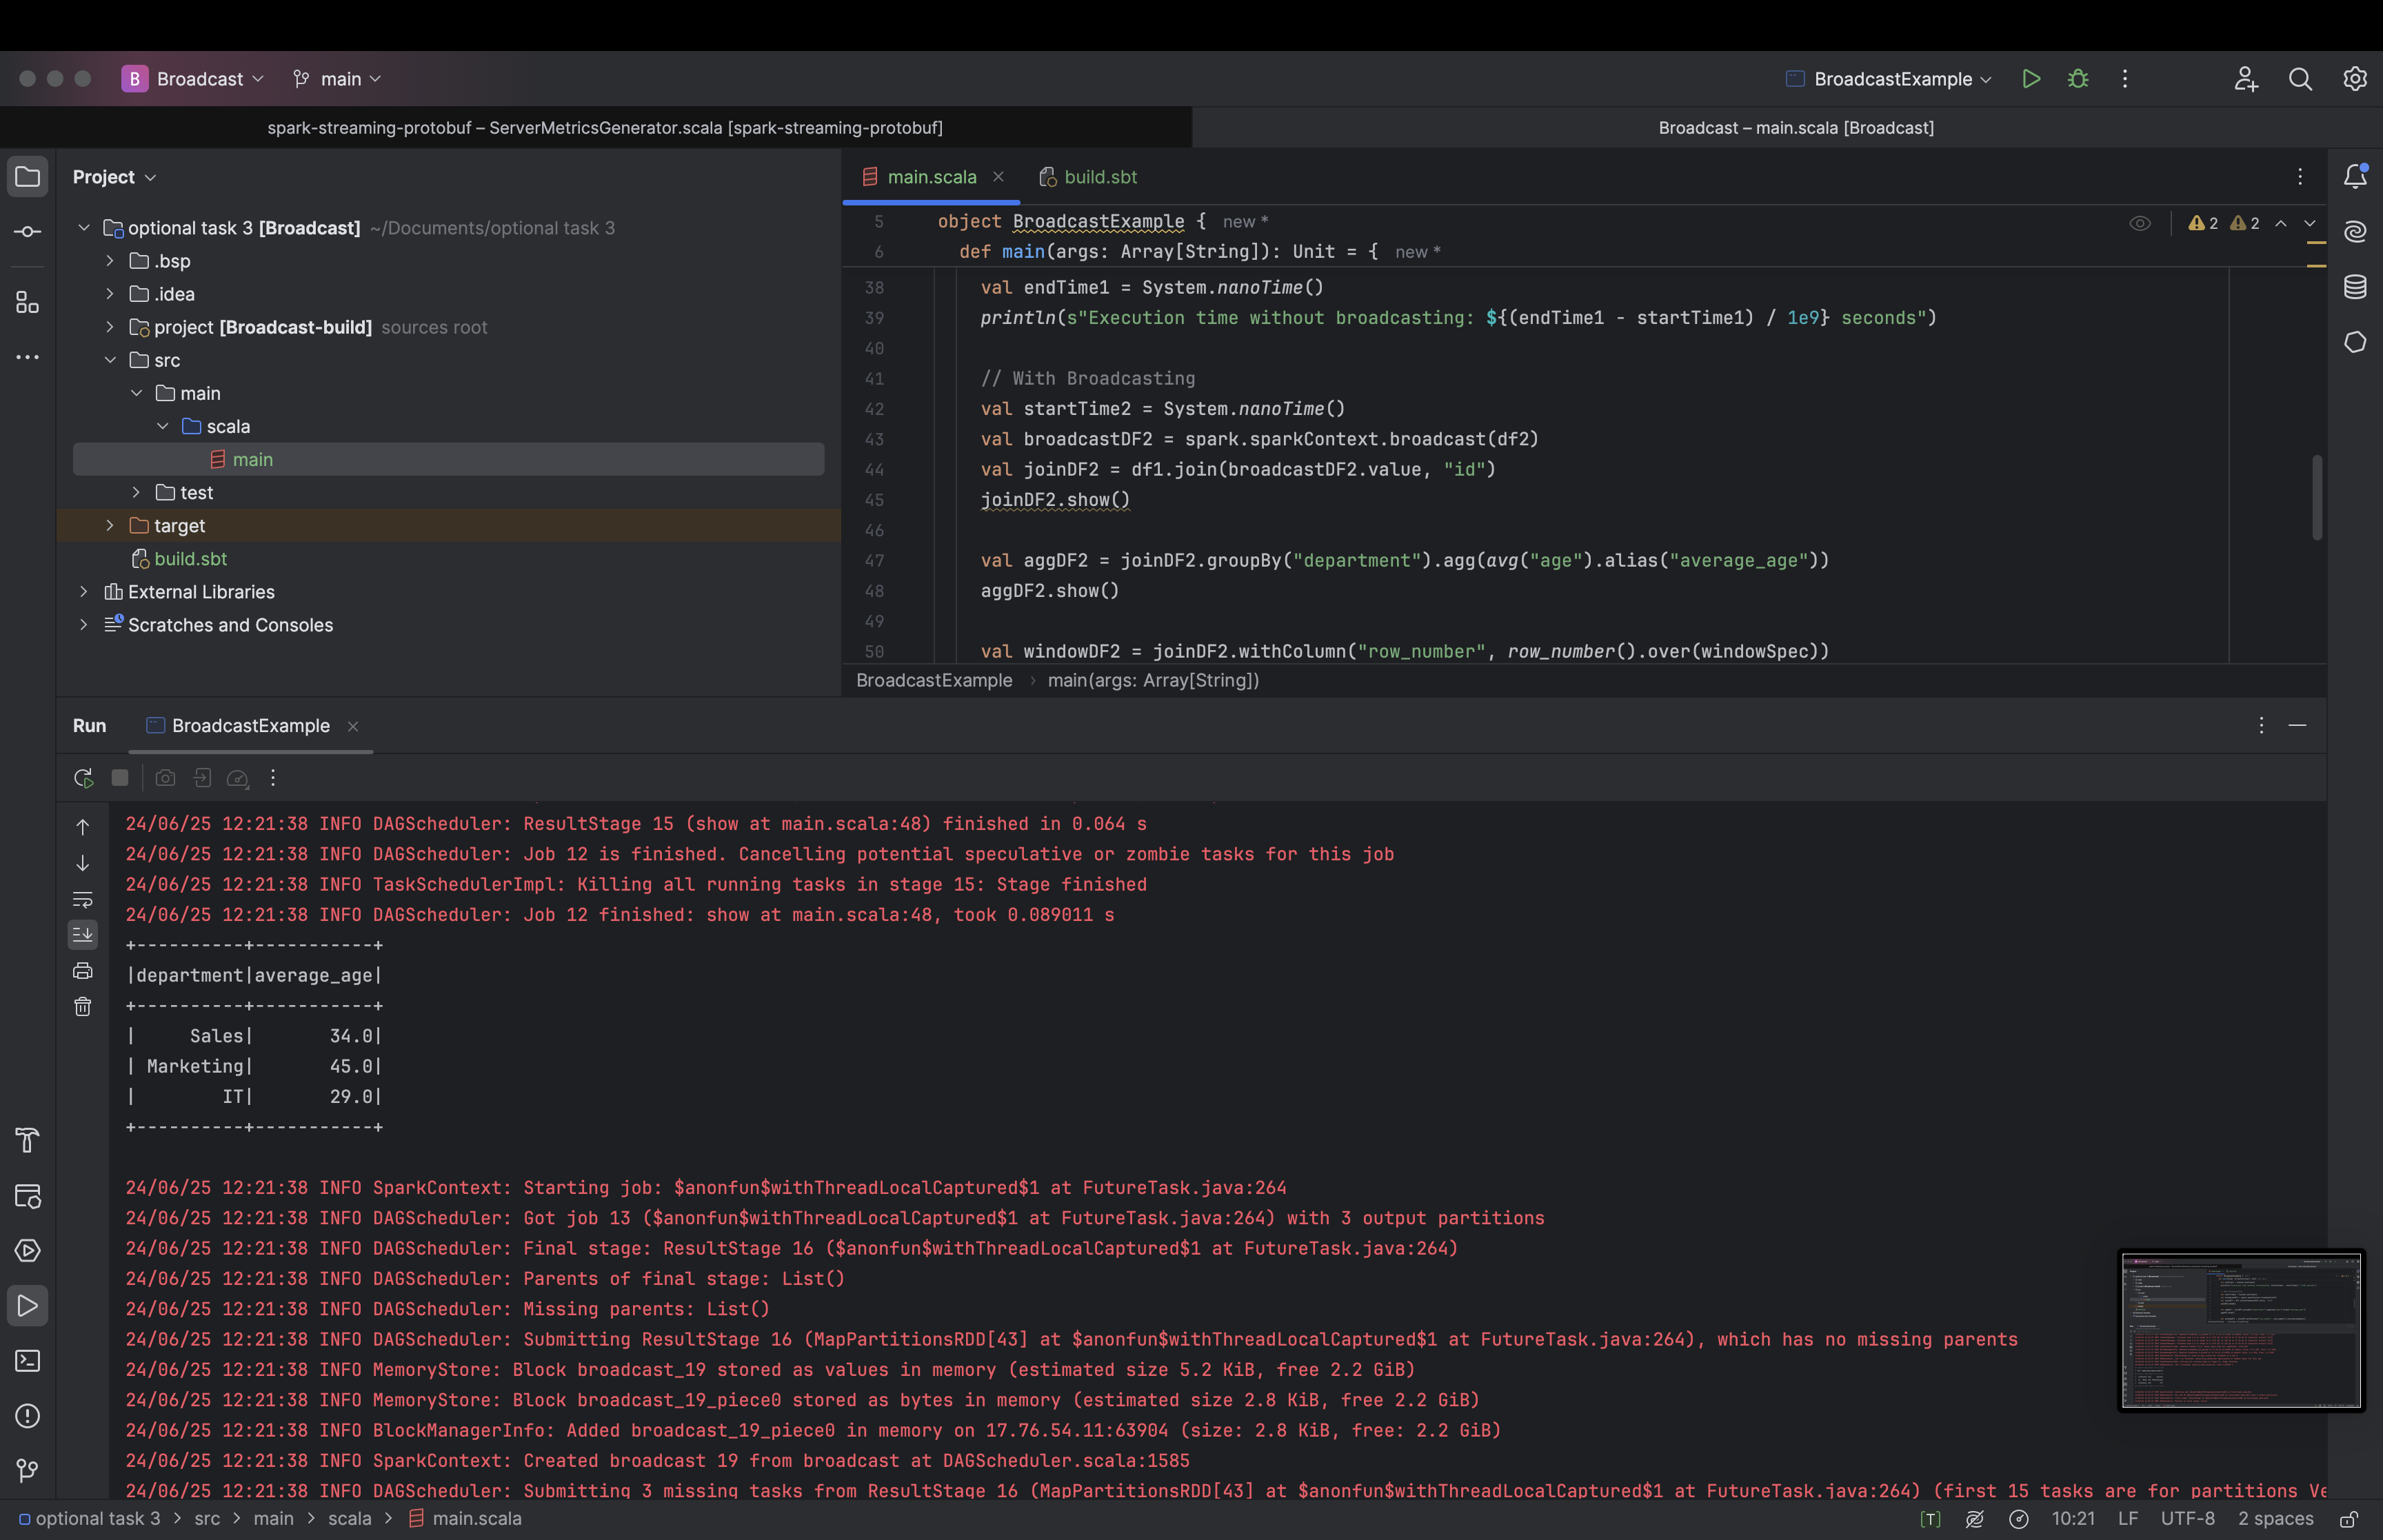 B Broadcast main BroadcastExample
spark-streaming-protobuf – ServerMetricsGenerator.scala [spark-streaming-protobuf] Broadcast – main.scala [Broadcast]
Project
optional task 3 [Broadcast] ~/Documents/optional task 3
.bsp
.idea
project [Broadcast-build] sources root
src
main
scala
main
test
target
build.sbt
External Libraries
Scratches and Consoles
main.scala build.sbt
5 object BroadcastExample { new *
2 2
6 def main(args: Array[String]): Unit = { new *
38 val endTime1 = System.nanoTime()
39 println(s"Execution time without broadcasting: ${(endTime1 - startTime1) / 1e9} seconds")
40
41 // With Broadcasting
42 val startTime2 = System.nanoTime()
43 val broadcastDF2 = spark.sparkContext.broadcast(df2)
44 val joinDF2 = df1.join(broadcastDF2.value, "id")
45 joinDF2.show()
46
47 val aggDF2 = joinDF2.groupBy("department").agg(avg("age").alias("average_age"))
48 aggDF2.show()
49
50 val windowDF2 = joinDF2.withColumn("row_number", row_number().over(windowSpec))
BroadcastExample > main(args: Array[String])
Run BroadcastExample
24/06/25 12:21:38 INFO DAGScheduler: ResultStage 15 (show at main.scala:48) finished in 0.064 s
24/06/25 12:21:38 INFO DAGScheduler: Job 12 is finished. Cancelling potential speculative or zombie tasks for this job
24/06/25 12:21:38 INFO TaskSchedulerImpl: Killing all running tasks in stage 15: Stage finished
24/06/25 12:21:38 INFO DAGScheduler: Job 12 finished: show at main.scala:48, took 0.089011 s
+----------+-----------+
|department|average_age|
+----------+-----------+
|     Sales|       34.0|
| Marketing|       45.0|
|        IT|       29.0|
+----------+-----------+
24/06/25 12:21:38 INFO SparkContext: Starting job: $anonfun$withThreadLocalCaptured$1 at FutureTask.java:264
24/06/25 12:21:38 INFO DAGScheduler: Got job 13 ($anonfun$withThreadLocalCaptured$1 at FutureTask.java:264) with 3 output partitions
24/06/25 12:21:38 INFO DAGScheduler: Final stage: ResultStage 16 ($anonfun$withThreadLocalCaptured$1 at FutureTask.java:264)
24/06/25 12:21:38 INFO DAGScheduler: Parents of final stage: List()
24/06/25 12:21:38 INFO DAGScheduler: Missing parents: List()
24/06/25 12:21:38 INFO DAGScheduler: Submitting ResultStage 16 (MapPartitionsRDD[43] at $anonfun$withThreadLocalCaptured$1 at FutureTask.java:264), which has no missing parents
24/06/25 12:21:38 INFO MemoryStore: Block broadcast_19 stored as values in memory (estimated size 5.2 KiB, free 2.2 GiB)
24/06/25 12:21:38 INFO MemoryStore: Block broadcast_19_piece0 stored as bytes in memory (estimated size 2.8 KiB, free 2.2 GiB)
24/06/25 12:21:38 INFO BlockManagerInfo: Added broadcast_19_piece0 in memory on 17.76.54.11:63904 (size: 2.8 KiB, free: 2.2 GiB)
24/06/25 12:21:38 INFO SparkContext: Created broadcast 19 from broadcast at DAGScheduler.scala:1585
24/06/25 12:21:38 INFO DAGScheduler: Submitting 3 missing tasks from ResultStage 16 (MapPartitionsRDD[43] at $anonfun$withThreadLocalCaptured$1 at FutureTask.java:264) (first 15 tasks are for partitions Ve
optional task 3 > src > main > scala > main.scala [T] 10:21 LF UTF-8 2 spaces